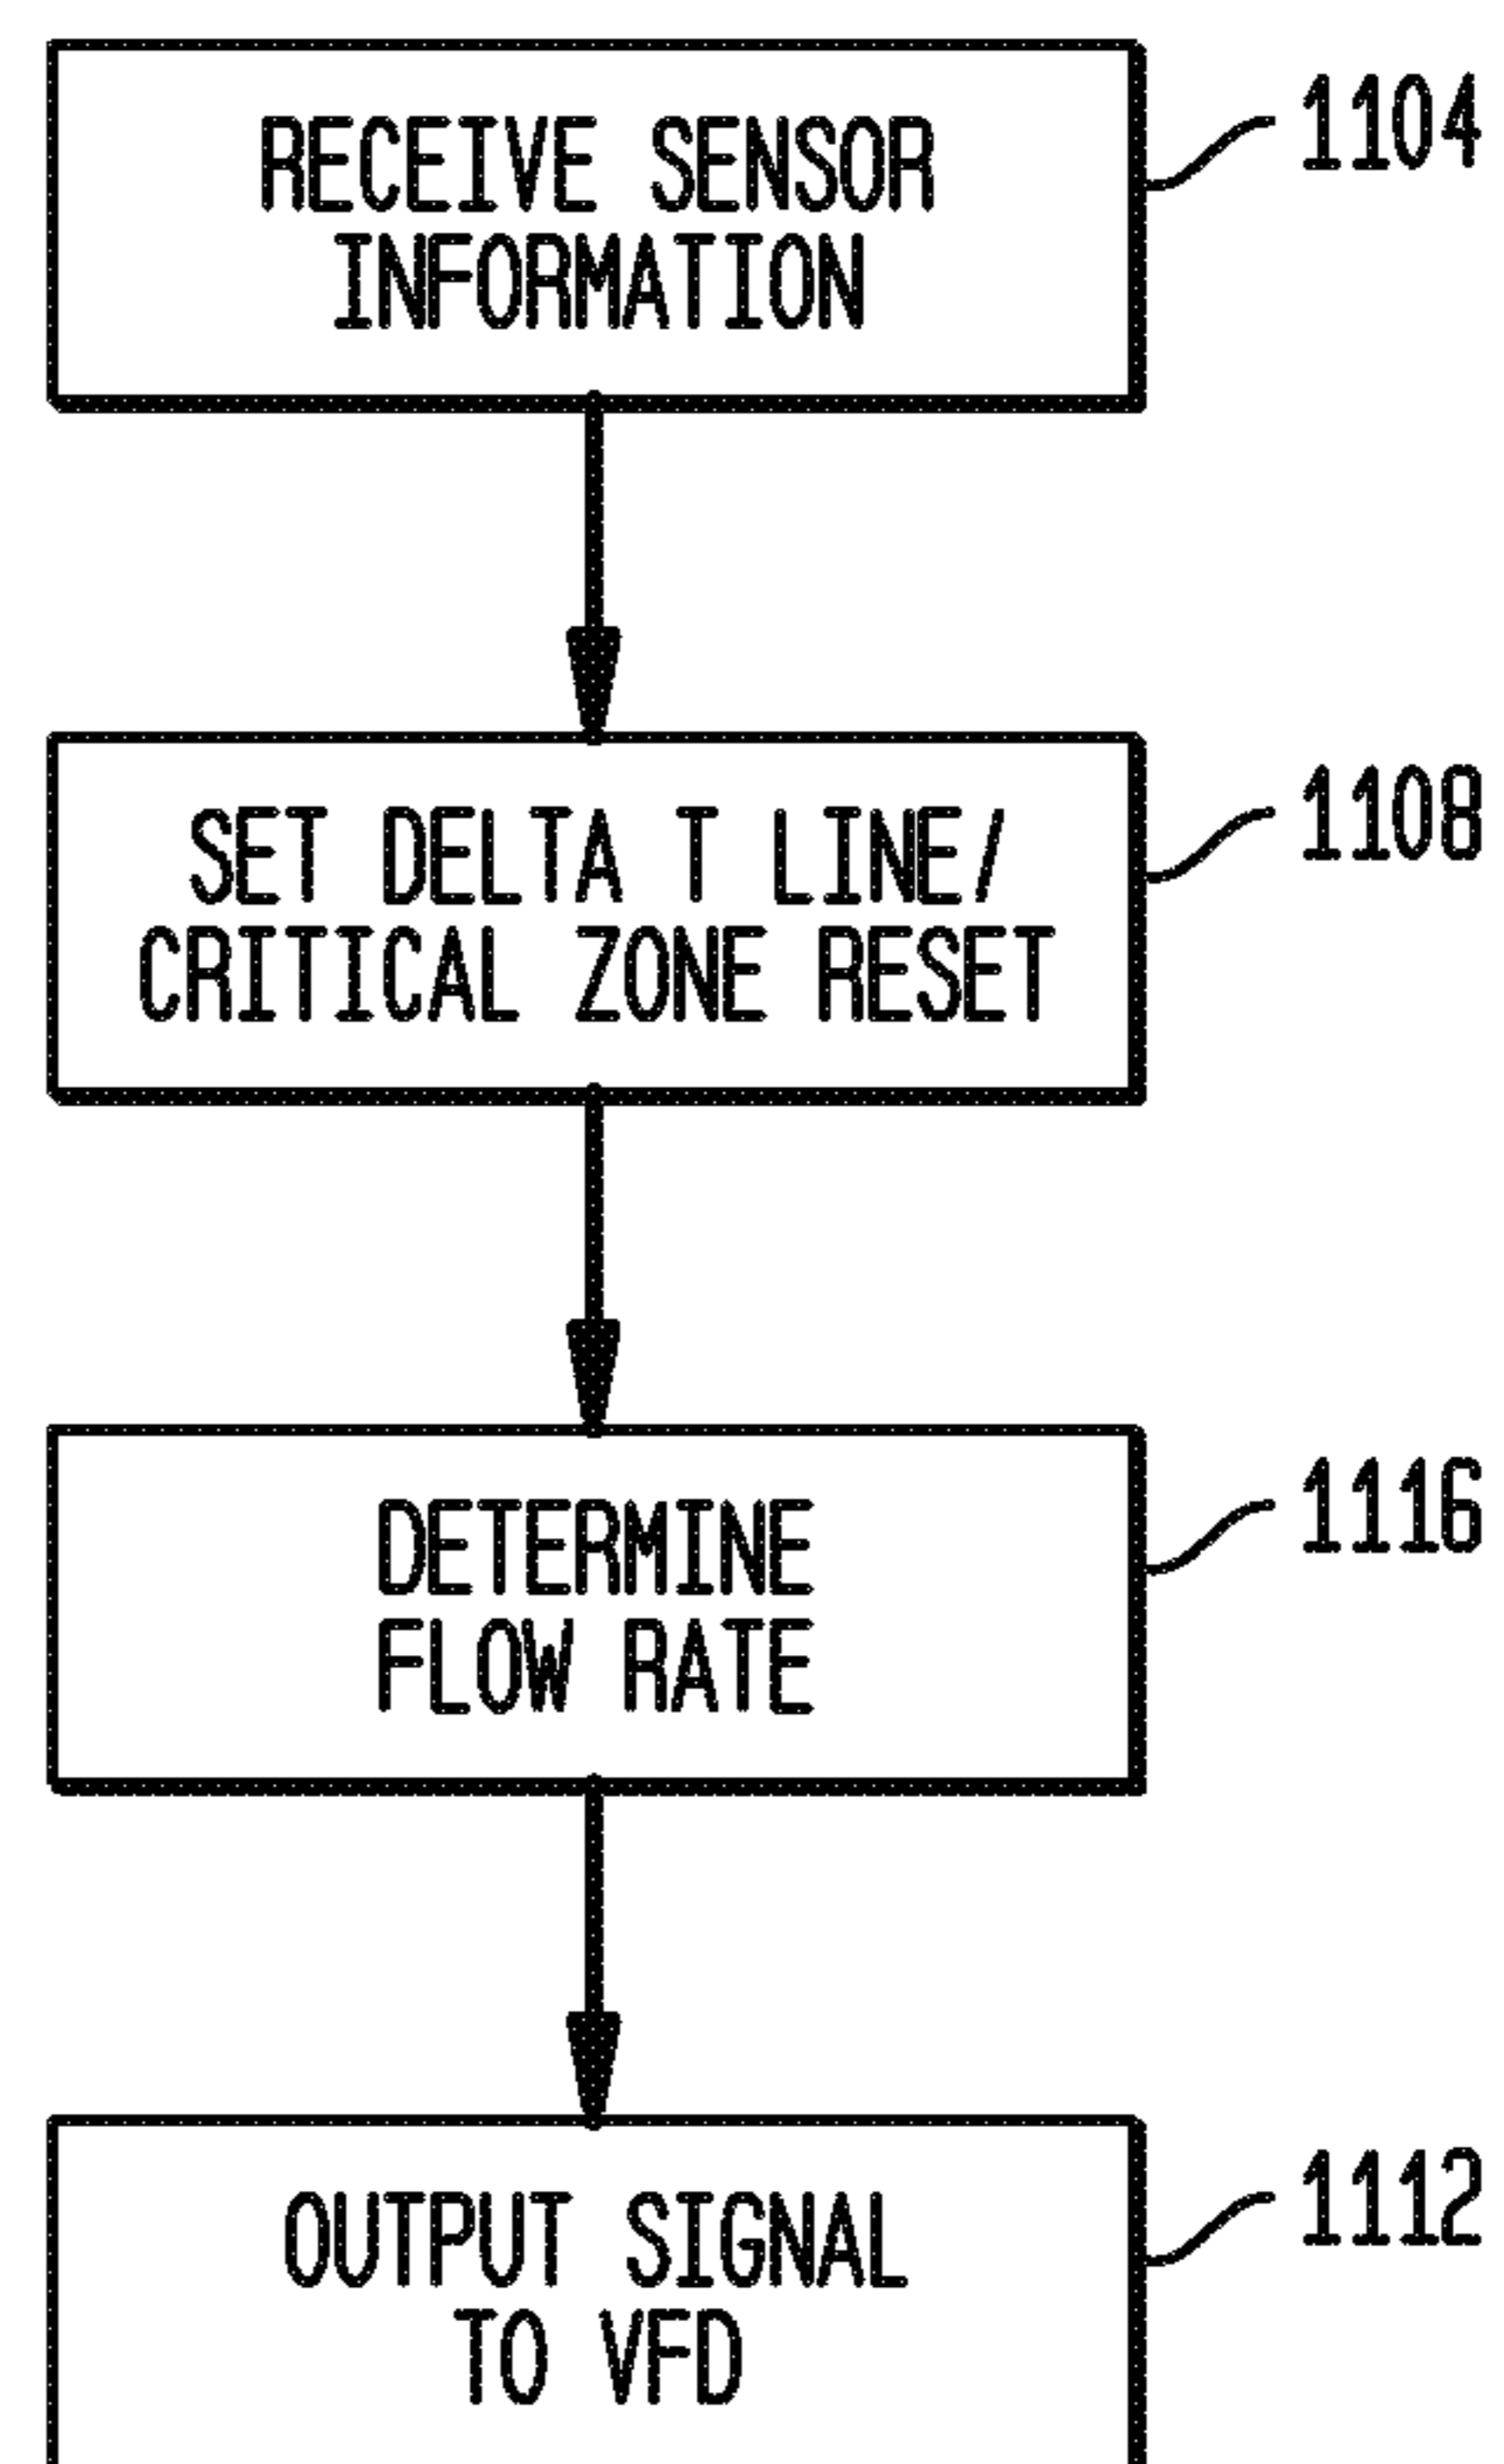 RECEIVE SENSOR
INFORMATION
1104
SET DELTA T LINE/
CRITICAL ZONE RESET
1108
DETERMINE
FLOW RATE
1116
OUTPUT SIGNAL
TO VFD
1112